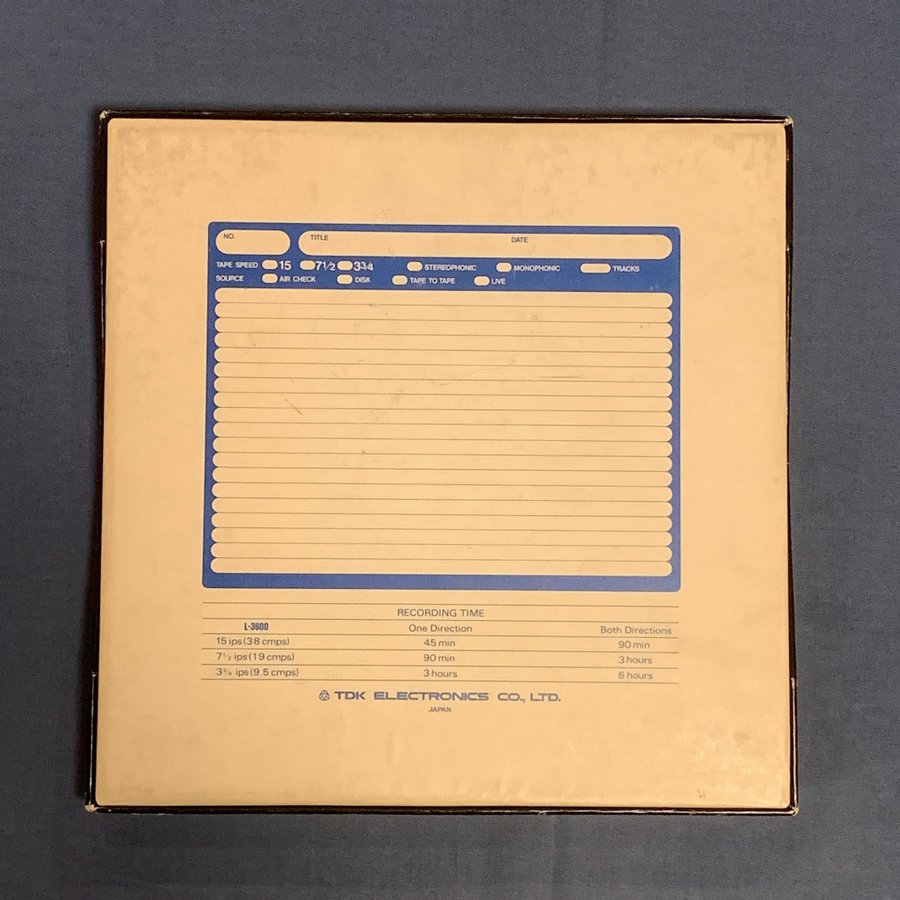 NO. TITLE DATE
TAPE SPEED 15 7½ 3¾ STEREOPHONIC MONOPHONIC TRACKS
SOURCE AIR CHECK DISK TAPE TO TAPE LIVE
RECORDING TIME
L-3600 One Direction Both Directions
15 ips (38 cmps) 45 min 90 min
7½ ips (19 cmps) 90 min 3 hours
3¾ ips (9.5 cmps) 3 hours 6 hours
TDK ELECTRONICS CO., LTD.
JAPAN